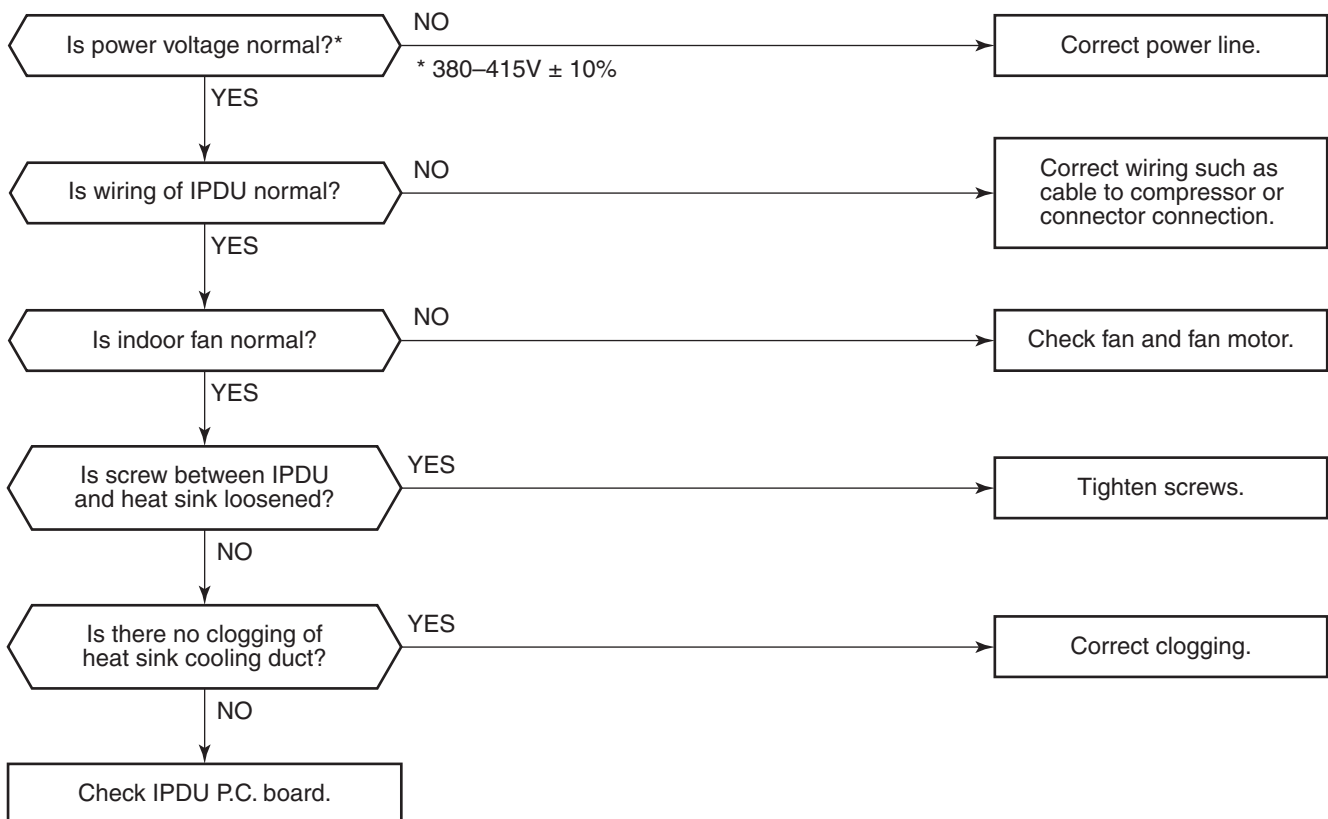 Is power voltage normal?*
NO
* 380–415V ± 10%
Correct power line.
YES
Is wiring of IPDU normal?
NO
Correct wiring such as
cable to compressor or
connector connection.
YES
Is indoor fan normal?
NO
Check fan and fan motor.
YES
Is screw between IPDU
and heat sink loosened?
YES
Tighten screws.
NO
Is there no clogging of
heat sink cooling duct?
YES
Correct clogging.
NO
Check IPDU P.C. board.